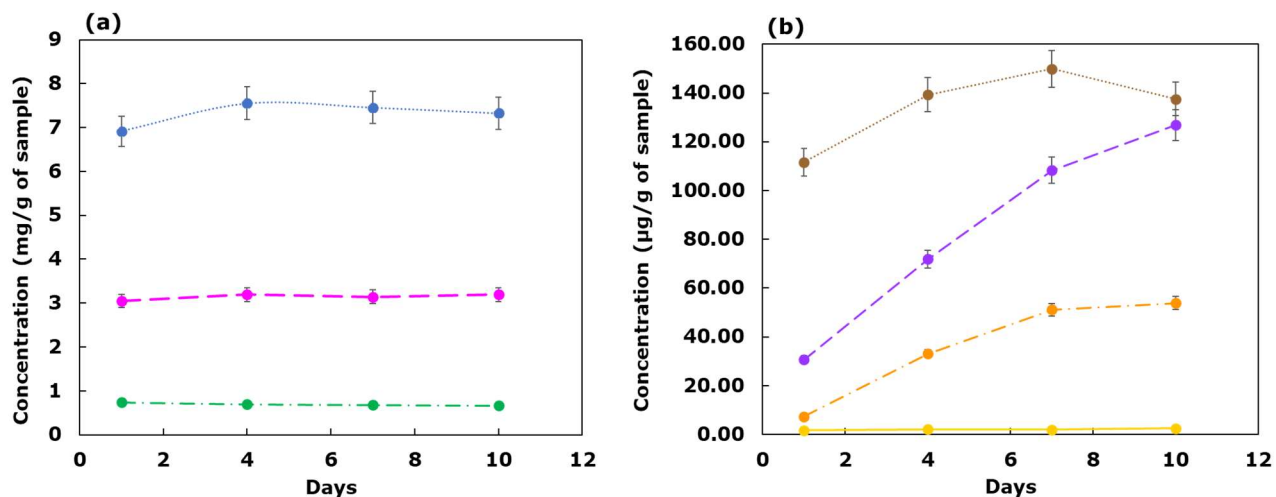 (a)
Concentration (mg/g of sample)
9
8
7
6
5
4
3
2
1
0
0 2 4 6 8 10 12
Days
(b)
Concentration (µg/g of sample)
160.00
140.00
120.00
100.00
80.00
60.00
40.00
20.00
0.00
0 2 4 6 8 10 12
Days